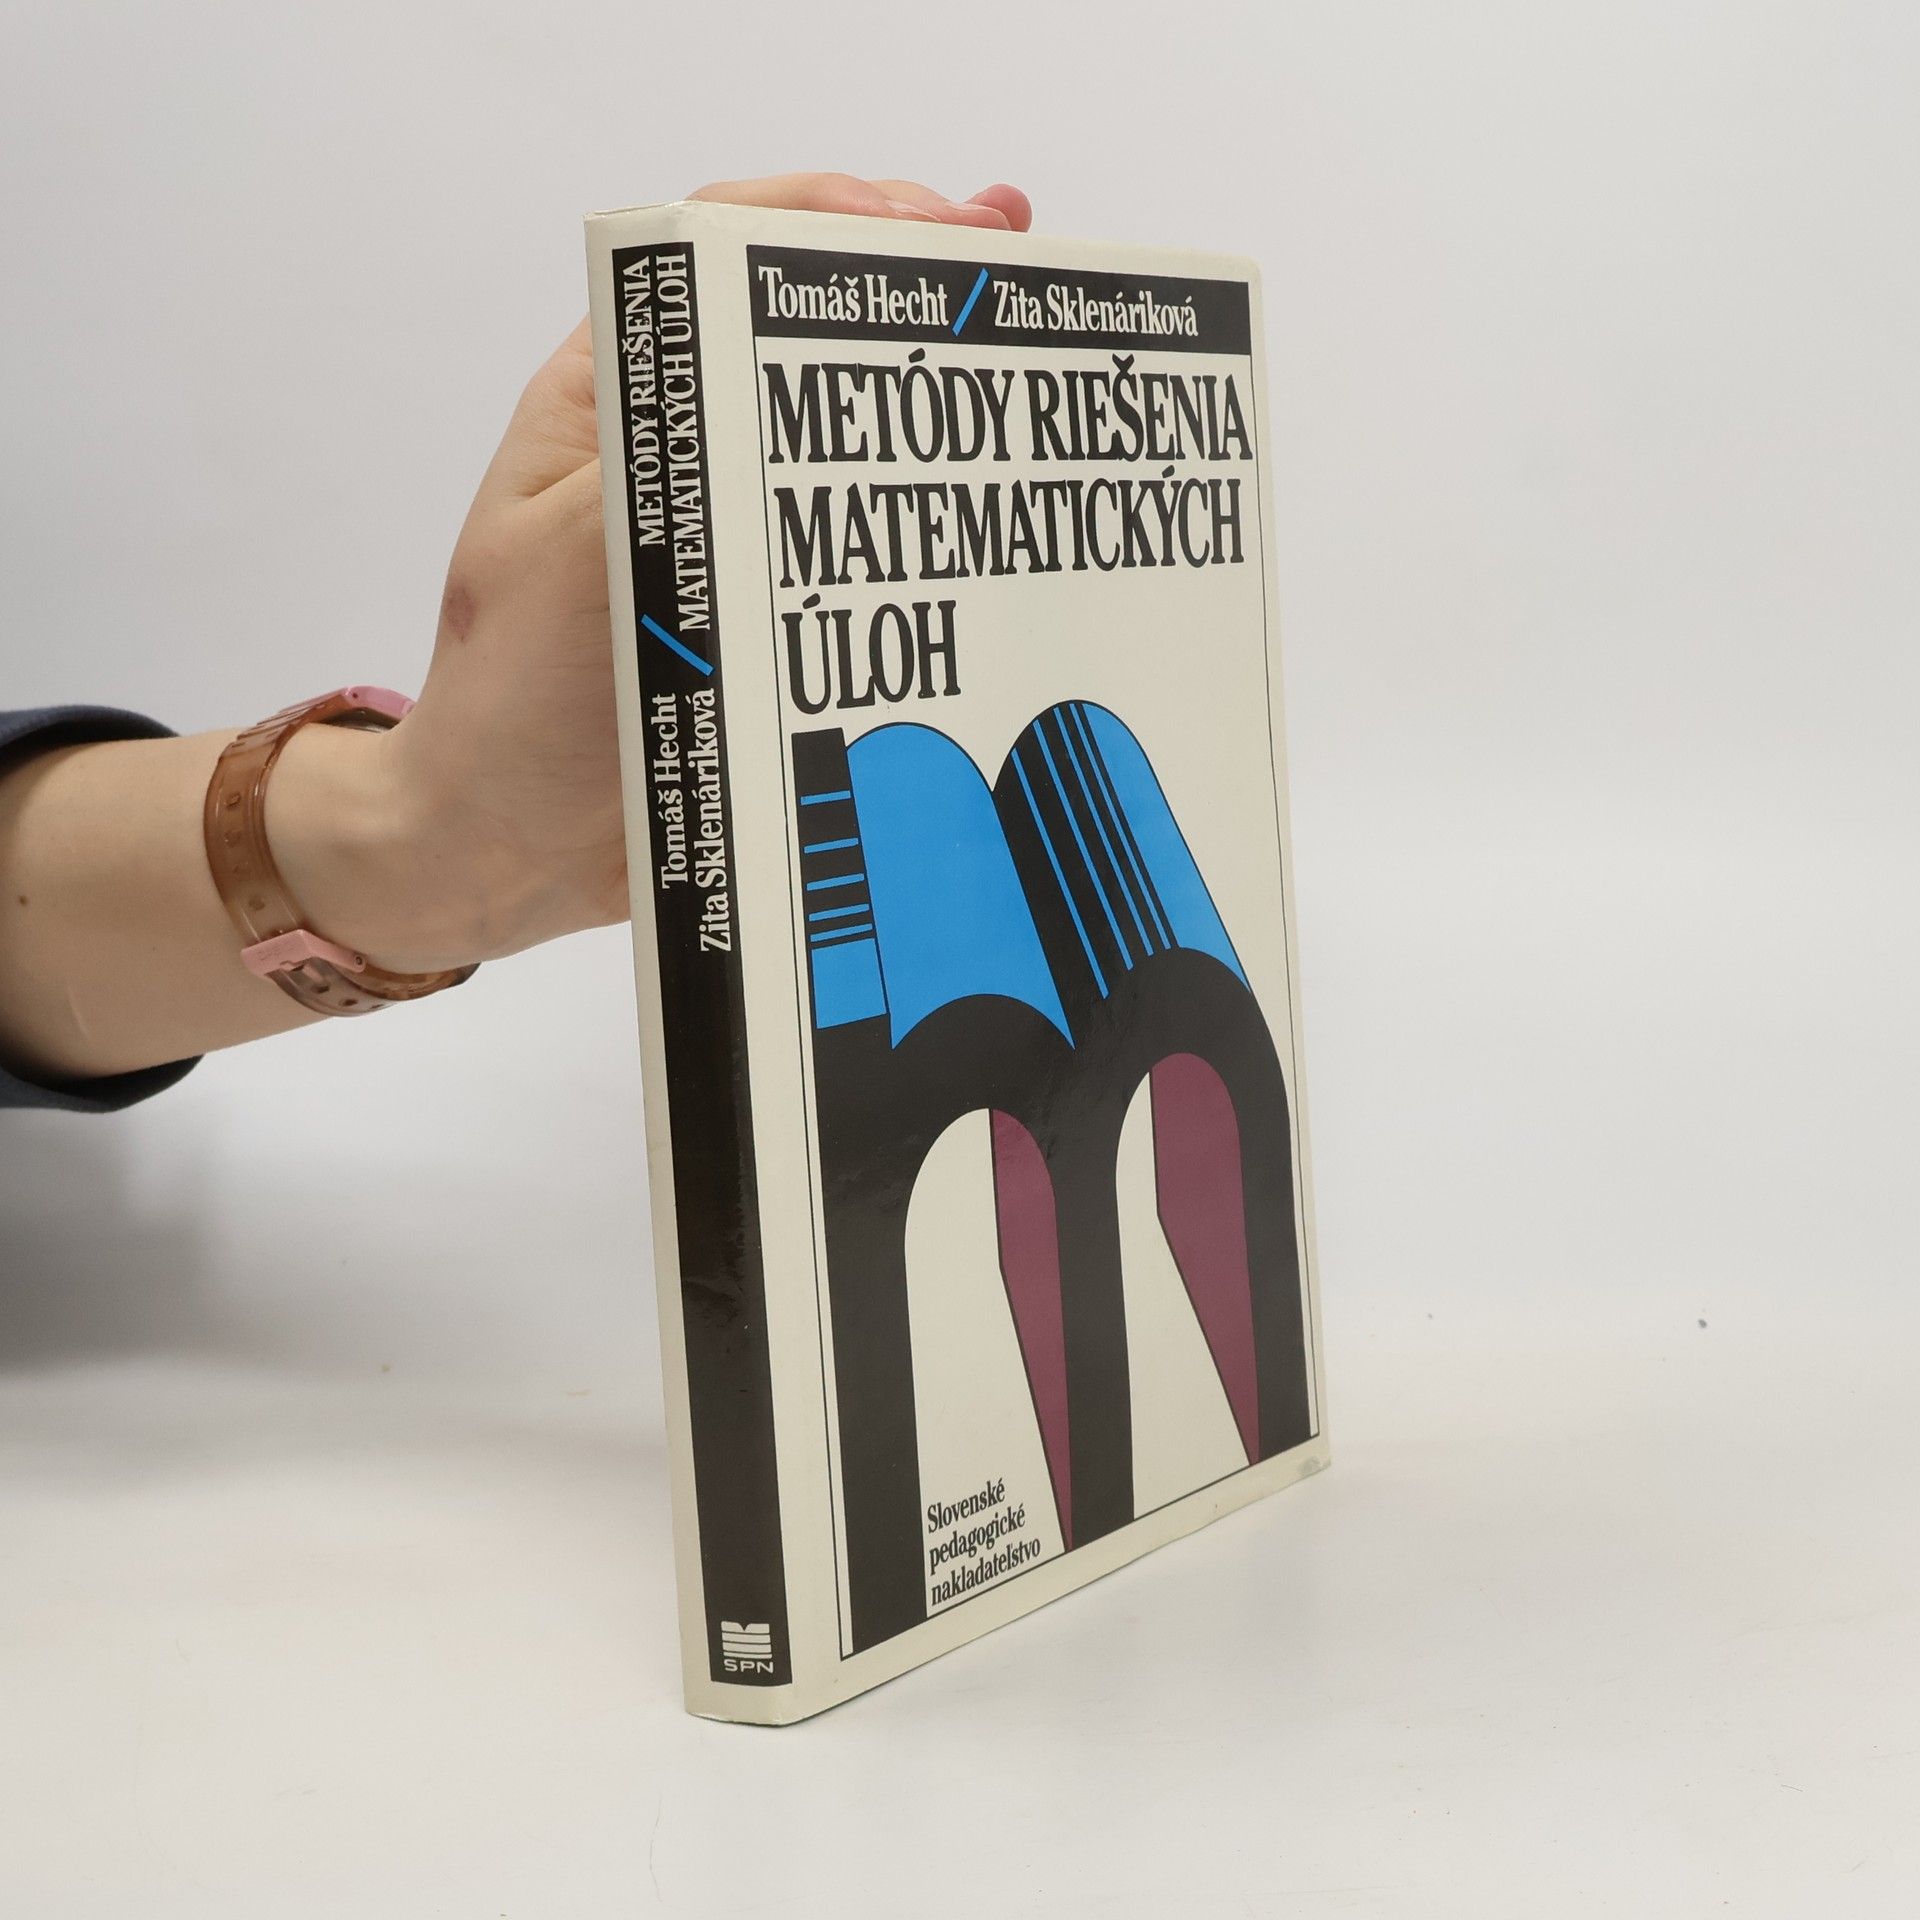 METÓDY RIEŠENIA
MATEMATICKÝCH ÚLOH
Tomáš Hecht
Zita Sklenáriková
SPN
Tomáš Hecht / Zita Sklenáriková
METÓDY RIEŠENIA
MATEMATICKÝCH
ÚLOH
Slovenské
pedagogické
nakladateľstvo